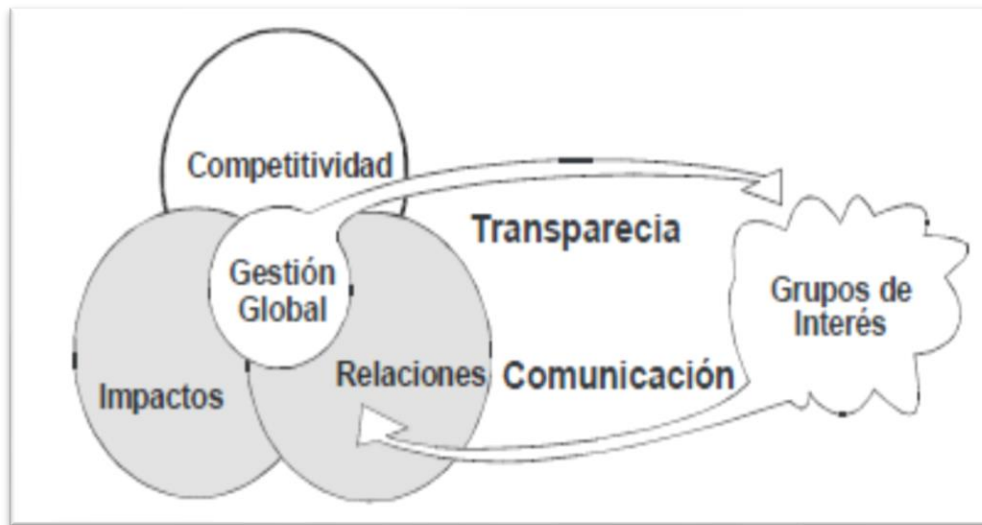 Competitividad
Transparecia
Gestión
Global
Grupos de
Interés
Impactos
Relaciones
Comunicación